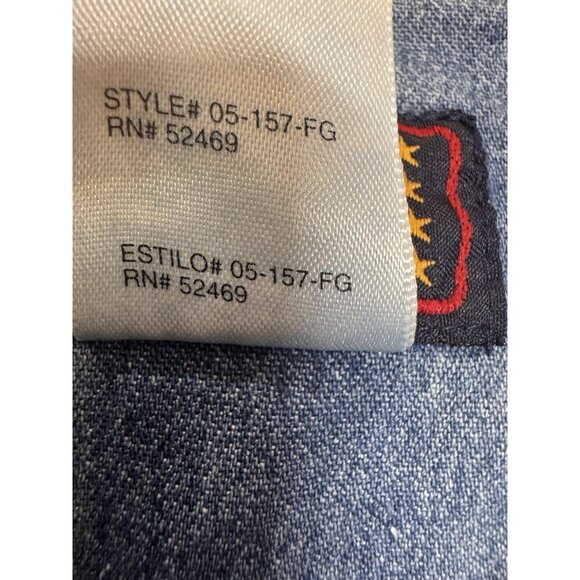 STYLE# 05-157-FG
RN# 52469
ESTILO# 05-157-FG
RN# 52469